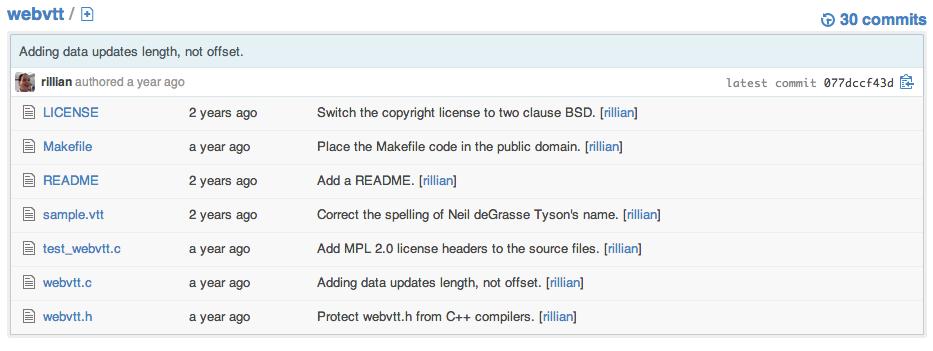 webvtt /
30 commits
Adding data updates length, not offset.
rillian authored a year ago latest commit 077dccf43d
LICENSE 2 years ago Switch the copyright license to two clause BSD. [rillian]
Makefile a year ago Place the Makefile code in the public domain. [rillian]
README 2 years ago Add a README. [rillian]
sample.vtt 2 years ago Correct the spelling of Neil deGrasse Tyson's name. [rillian]
test_webvtt.c a year ago Add MPL 2.0 license headers to the source files. [rillian]
webvtt.c a year ago Adding data updates length, not offset. [rillian]
webvtt.h a year ago Protect webvtt.h from C++ compilers. [rillian]